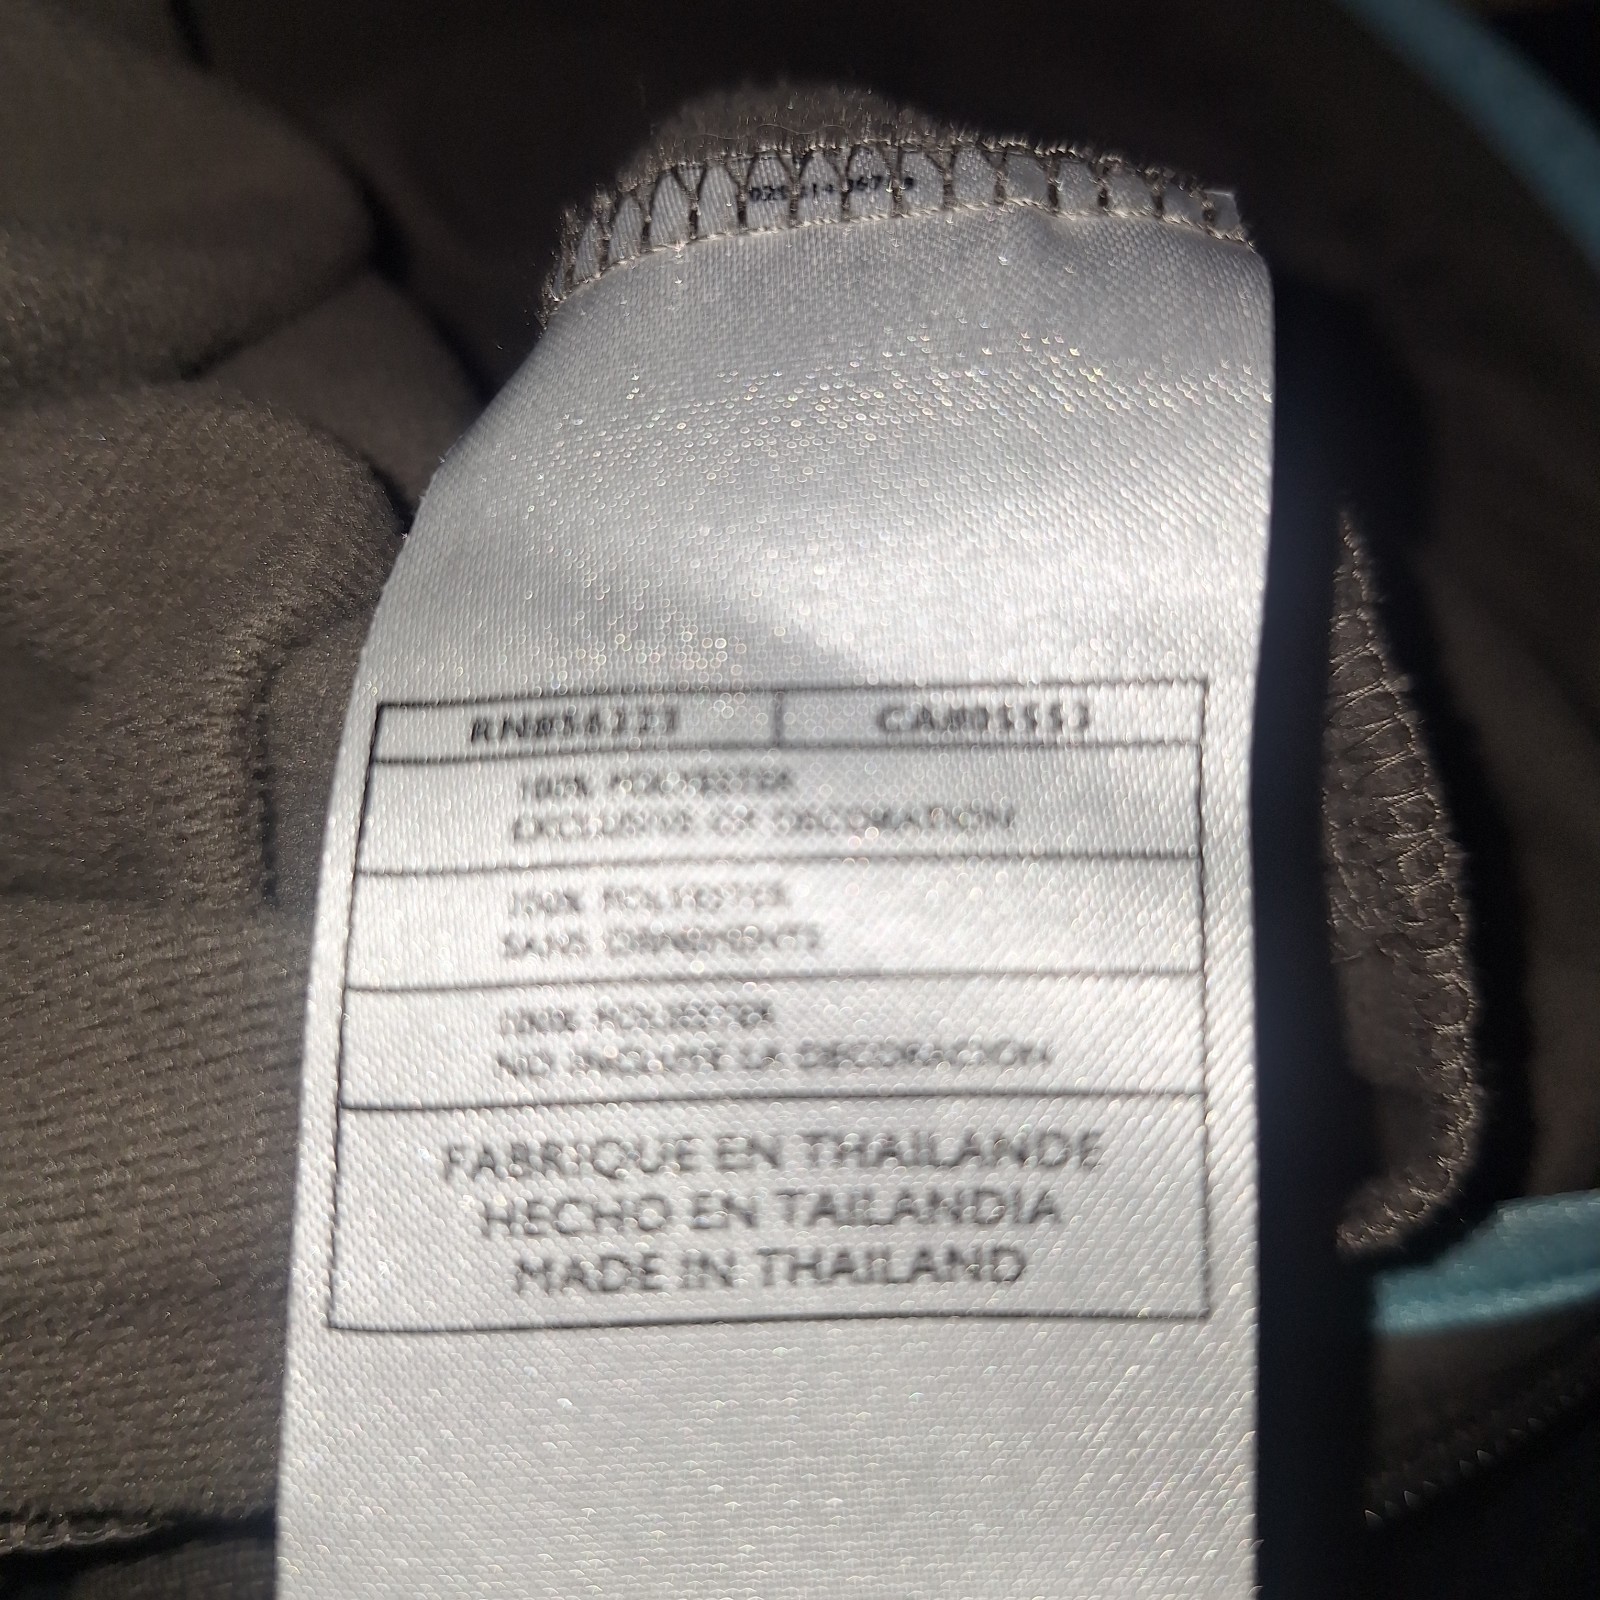 RN#56323 CA#05553
100% POLYESTER
EXCLUSIVE OF DECORATION
100% POLYESTER
SANS ORNEMENTS
100% POLIESTER
NO INCLUYE LA DECORACION
FABRIQUE EN THAILANDE
HECHO EN TAILANDIA
MADE IN THAILAND